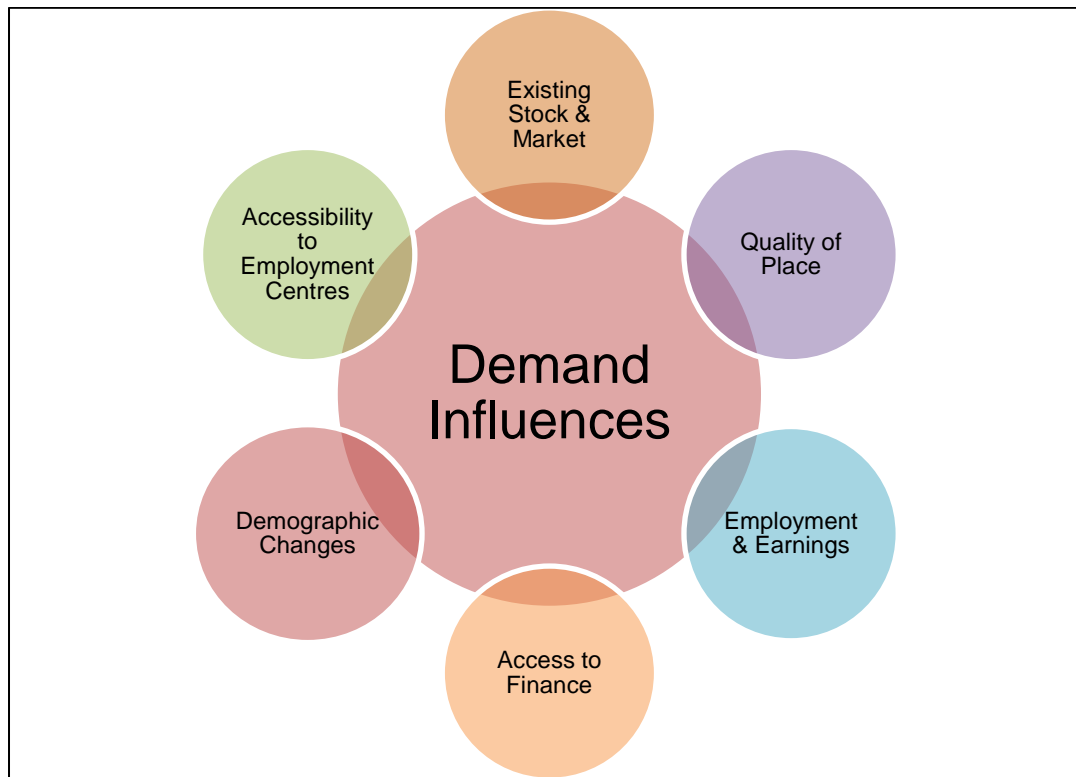 Existing
Stock &
Market
Quality of
Place
Employment
& Earnings
Access to
Finance
Demographic
Changes
Accessibility
to
Employment
Centres
Demand
Influences